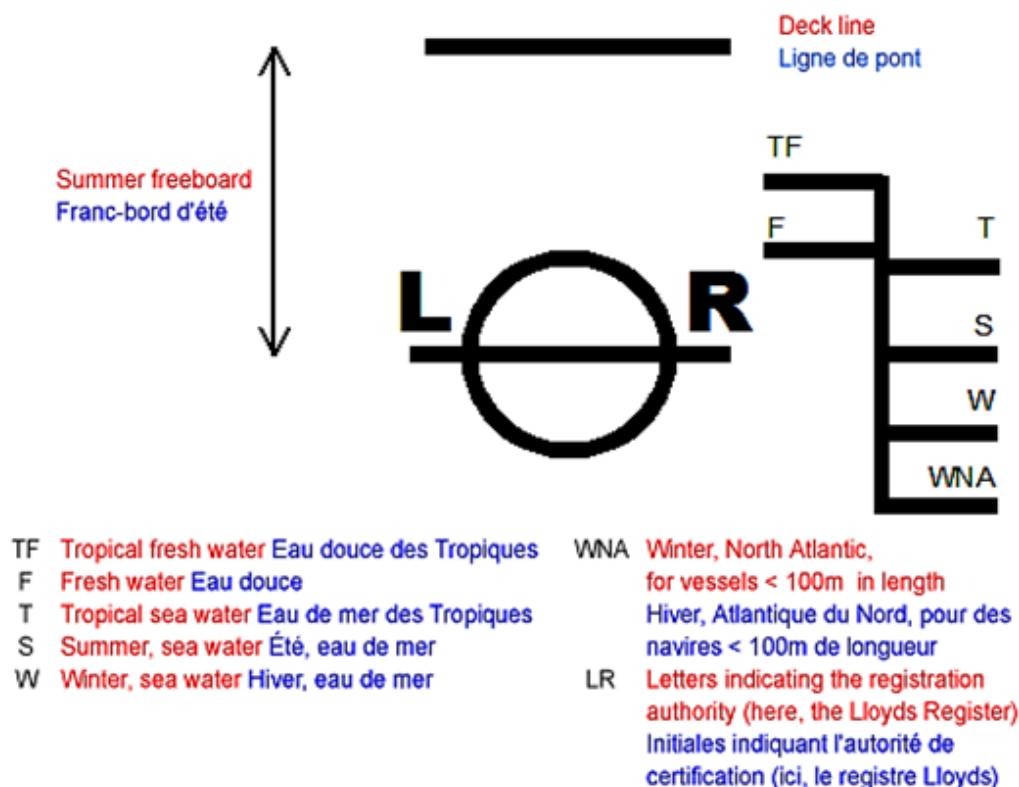 Deck line
Ligne de pont
TF
Summer freeboard
Franc-bord d'été
F
T
L R
S
W
WNA
TF Tropical fresh water Eau douce des Tropiques
F Fresh water Eau douce
T Tropical sea water Eau de mer des Tropiques
S Summer, sea water Été, eau de mer
W Winter, sea water Hiver, eau de mer
WNA Winter, North Atlantic,
for vessels < 100m in length
Hiver, Atlantique du Nord, pour des
navires < 100m de longueur
LR Letters indicating the registration
authority (here, the Lloyds Register)
Initiales indiquant l'autorité de
certification (ici, le registre Lloyds)